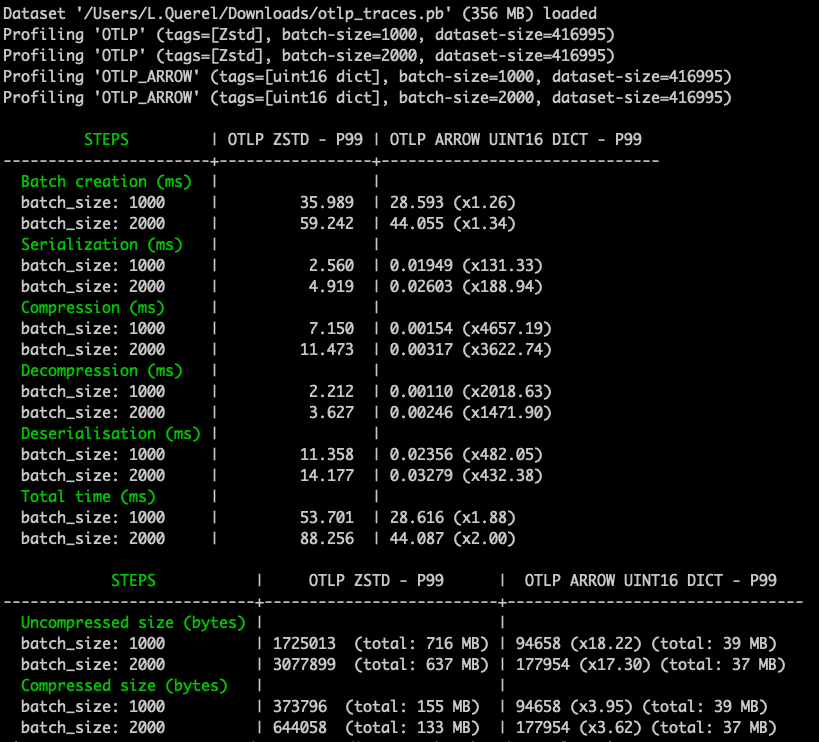 Dataset '/Users/L.Querel/Downloads/otlp_traces.pb' (356 MB) loaded
Profiling 'OTLP' (tags=[Zstd], batch-size=1000, dataset-size=416995)
Profiling 'OTLP' (tags=[Zstd], batch-size=2000, dataset-size=416995)
Profiling 'OTLP_ARROW' (tags=[uint16 dict], batch-size=1000, dataset-size=416995)
Profiling 'OTLP_ARROW' (tags=[uint16 dict], batch-size=2000, dataset-size=416995)
         STEPS         | OTLP ZSTD - P99 | OTLP ARROW UINT16 DICT - P99
-----------------------+-----------------+-------------------------------
  Batch creation (ms)  |                 |
  batch_size: 1000     |          35.989 | 28.593 (x1.26)
  batch_size: 2000     |          59.242 | 44.055 (x1.34)
  Serialization (ms)   |                 |
  batch_size: 1000     |           2.560 | 0.01949 (x131.33)
  batch_size: 2000     |           4.919 | 0.02603 (x188.94)
  Compression (ms)     |                 |
  batch_size: 1000     |           7.150 | 0.00154 (x4657.19)
  batch_size: 2000     |          11.473 | 0.00317 (x3622.74)
  Decompression (ms)   |                 |
  batch_size: 1000     |           2.212 | 0.00110 (x2018.63)
  batch_size: 2000     |           3.627 | 0.00246 (x1471.90)
  Deserialisation (ms) |                 |
  batch_size: 1000     |          11.358 | 0.02356 (x482.05)
  batch_size: 2000     |          14.177 | 0.03279 (x432.38)
  Total time (ms)      |                 |
  batch_size: 1000     |          53.701 | 28.616 (x1.88)
  batch_size: 2000     |          88.256 | 44.087 (x2.00)
            STEPS           |     OTLP ZSTD - P99      |  OTLP ARROW UINT16 DICT - P99
----------------------------+--------------------------+---------------------------------
  Uncompressed size (bytes) |                          |
  batch_size: 1000          | 1725013  (total: 716 MB) | 94658 (x18.22) (total: 39 MB)
  batch_size: 2000          | 3077899  (total: 637 MB) | 177954 (x17.30) (total: 37 MB)
  Compressed size (bytes)   |                          |
  batch_size: 1000          | 373796  (total: 155 MB)  | 94658 (x3.95) (total: 39 MB)
  batch_size: 2000          | 644058  (total: 133 MB)  | 177954 (x3.62) (total: 37 MB)